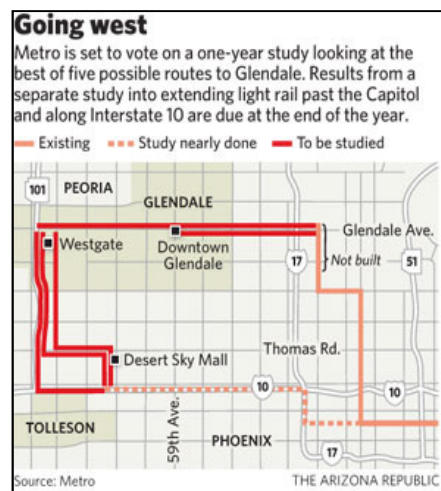 Going west
Metro is set to vote on a one-year study looking at the
best of five possible routes to Glendale. Results from a
separate study into extending light rail past the Capitol
and along Interstate 10 are due at the end of the year.
Existing Study nearly done To be studied
101
PEORIA
GLENDALE
Westgate
Downtown
Glendale
Glendale Ave.
17
Not built
51
Thomas Rd.
Desert Sky Mall
10
10
59th Ave.
TOLLESON
PHOENIX
17
Source: Metro
THE ARIZONA REPUBLIC